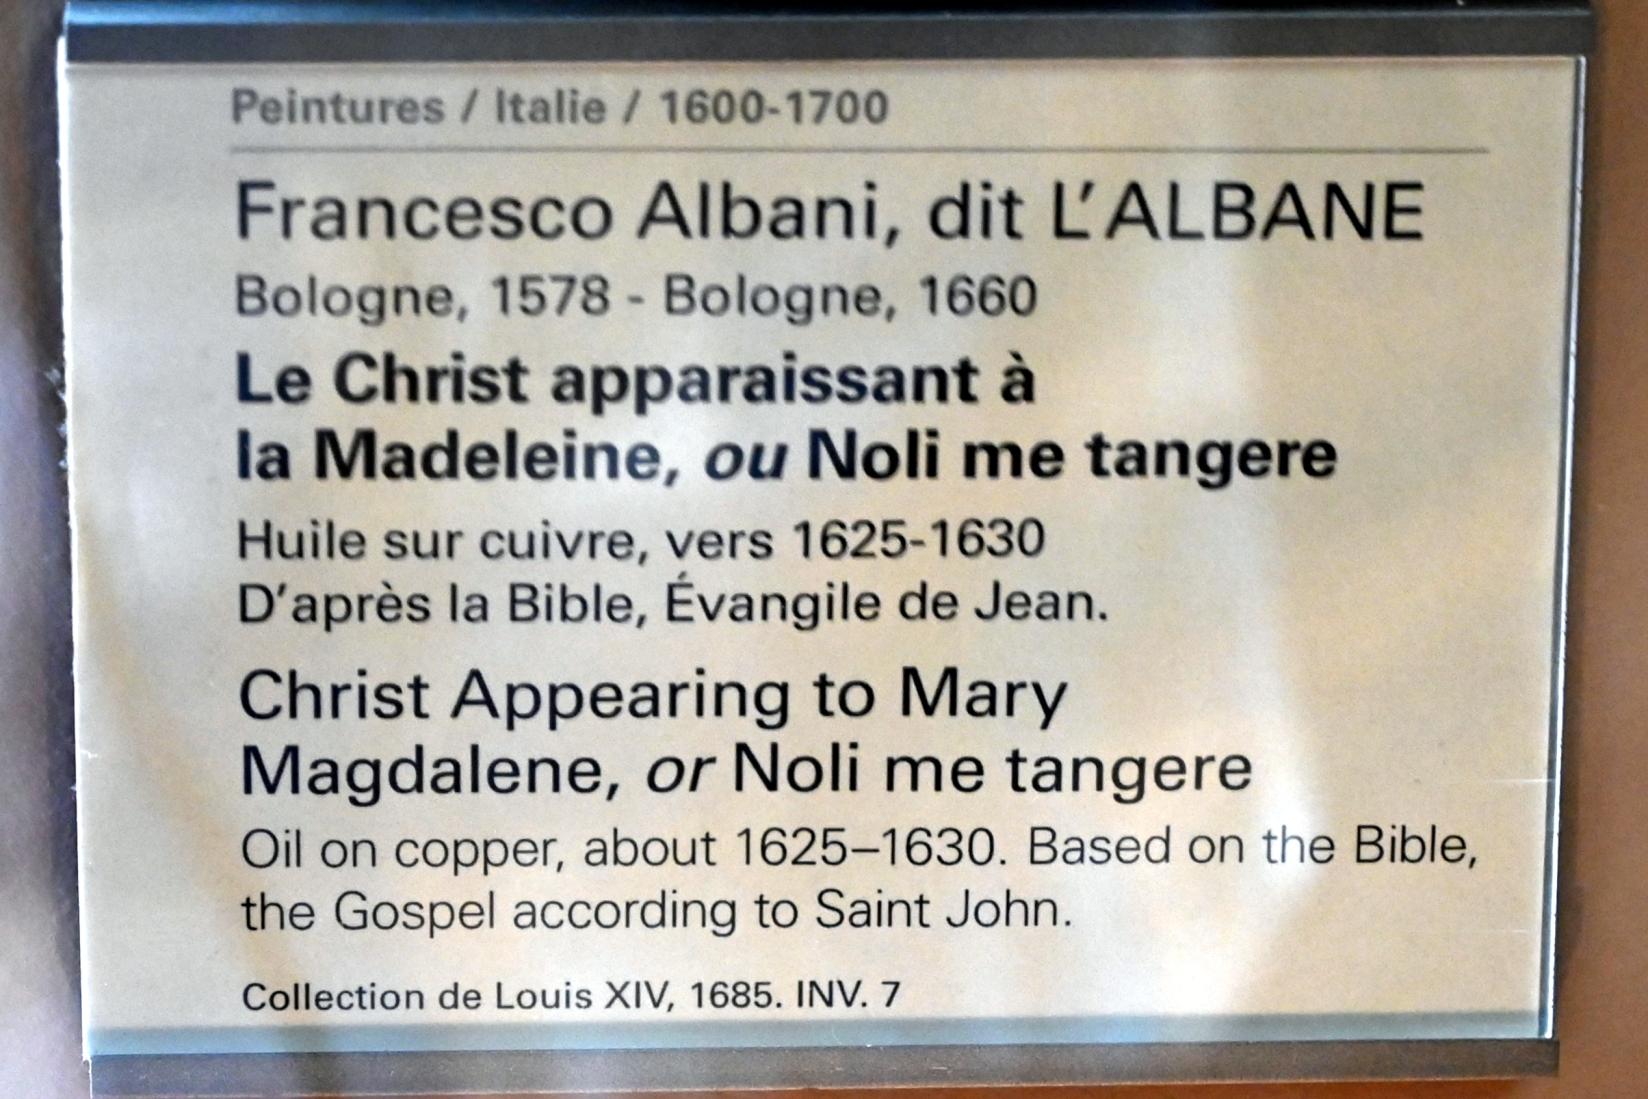 Peintures / Italie / 1600-1700
Francesco Albani, dit L'ALBANE
Bologne, 1578 - Bologne, 1660
Le Christ apparaissant à
la Madeleine, ou Noli me tangere
Huile sur cuivre, vers 1625-1630
D'après la Bible, Évangile de Jean.
Christ Appearing to Mary
Magdalene, or Noli me tangere
Oil on copper, about 1625–1630. Based on the Bible,
the Gospel according to Saint John.
Collection de Louis XIV, 1685. INV. 7